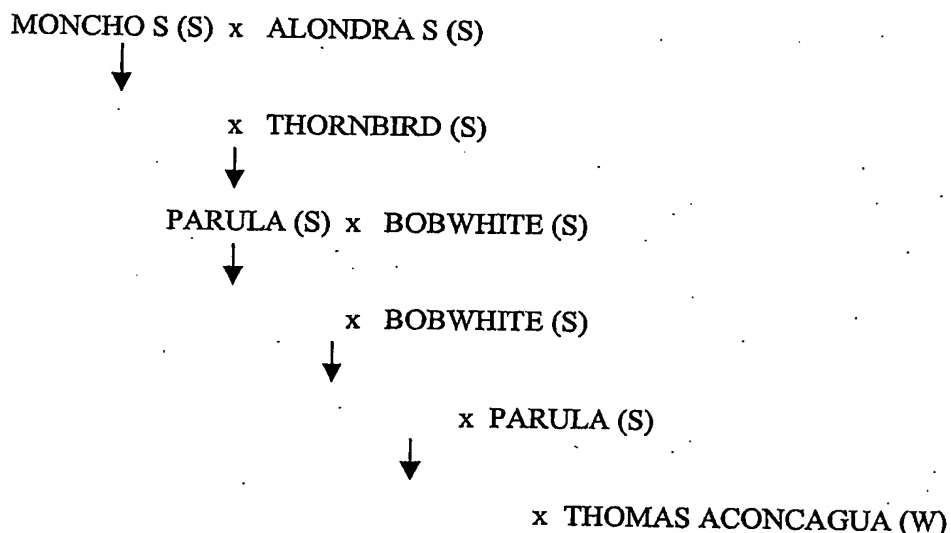 MONCHO S (S) x ALONDRA S (S)
x THORNBIRD (S)
PARULA (S) x BOBWHITE (S)
x BOBWHITE (S)
x PARULA (S)
x THOMAS ACONCAGUA (W)